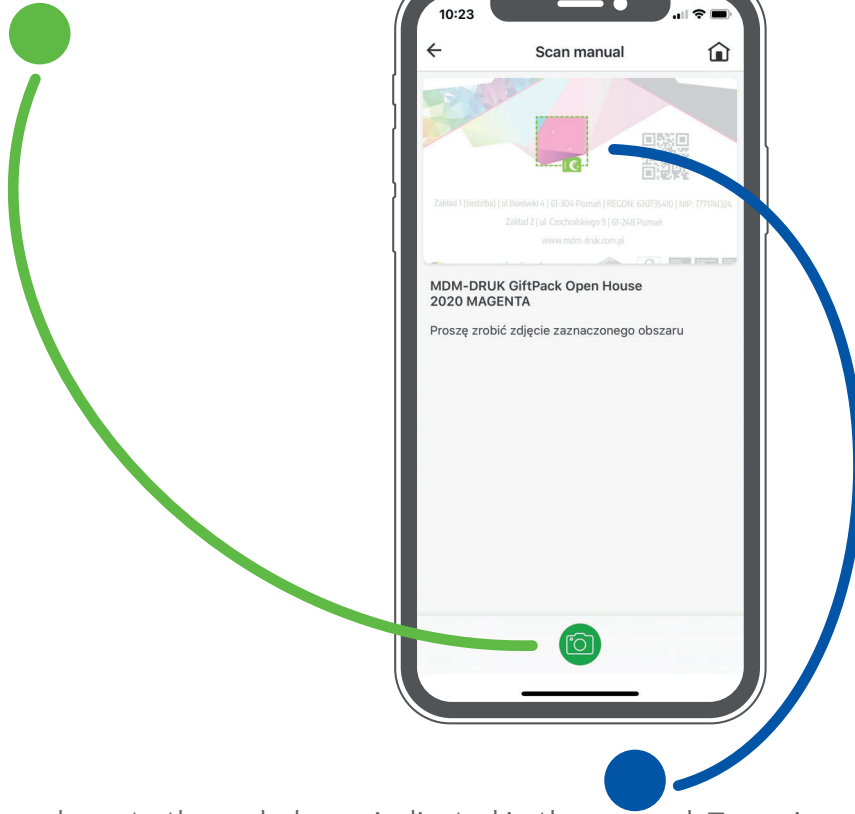 10:23
Scan manual
Zakład 1 (siedziba) | ul.Borówki 4 | 61-304 Poznań | REGON: 630735410 | NIP: 7771741324
Zakład 2 | ul. Czochralskiego 9 | 61-248 Poznań
www.mdm-druk.com.pl
MDM-DRUK GiftPack Open House
2020 MAGENTA
Proszę zrobić zdjęcie zaznaczonego obszaru